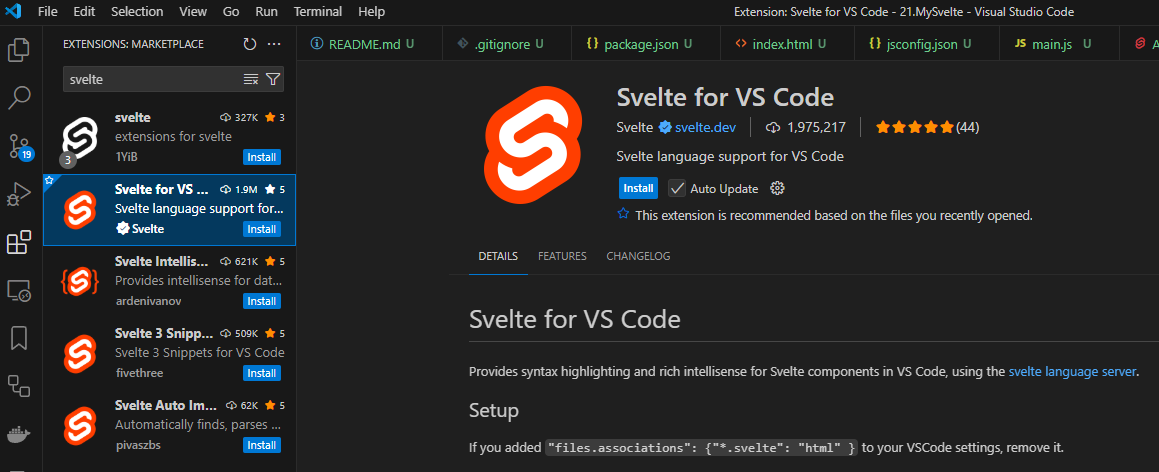 File Edit Selection View Go Run Terminal Help Extension: Svelte for VS Code - 21.MySvelte - Visual Studio Code
EXTENSIONS: MARKETPLACE
README.md U .gitignore U package.json U index.html U jsconfig.json U JS main.js U
svelte
svelte 327K 3
extensions for svelte
1YiB Install
3
Svelte for VS ... 1.9M 5
Svelte language support for...
Svelte Install
Svelte Intellis... 621K 5
Provides intellisense for dat...
ardenivanov Install
Svelte 3 Snipp... 509K 5
Svelte 3 Snippets for VS Code
fivethree Install
Svelte Auto Im... 62K 5
Automatically finds, parses ...
pivaszbs Install
19
Svelte for VS Code
Svelte svelte.dev 1,975,217 (44)
Svelte language support for VS Code
Install Auto Update
This extension is recommended based on the files you recently opened.
DETAILS FEATURES CHANGELOG
Svelte for VS Code
Provides syntax highlighting and rich intellisense for Svelte components in VS Code, using the svelte language server.
Setup
If you added "files.associations": {"*.svelte": "html" } to your VSCode settings, remove it.